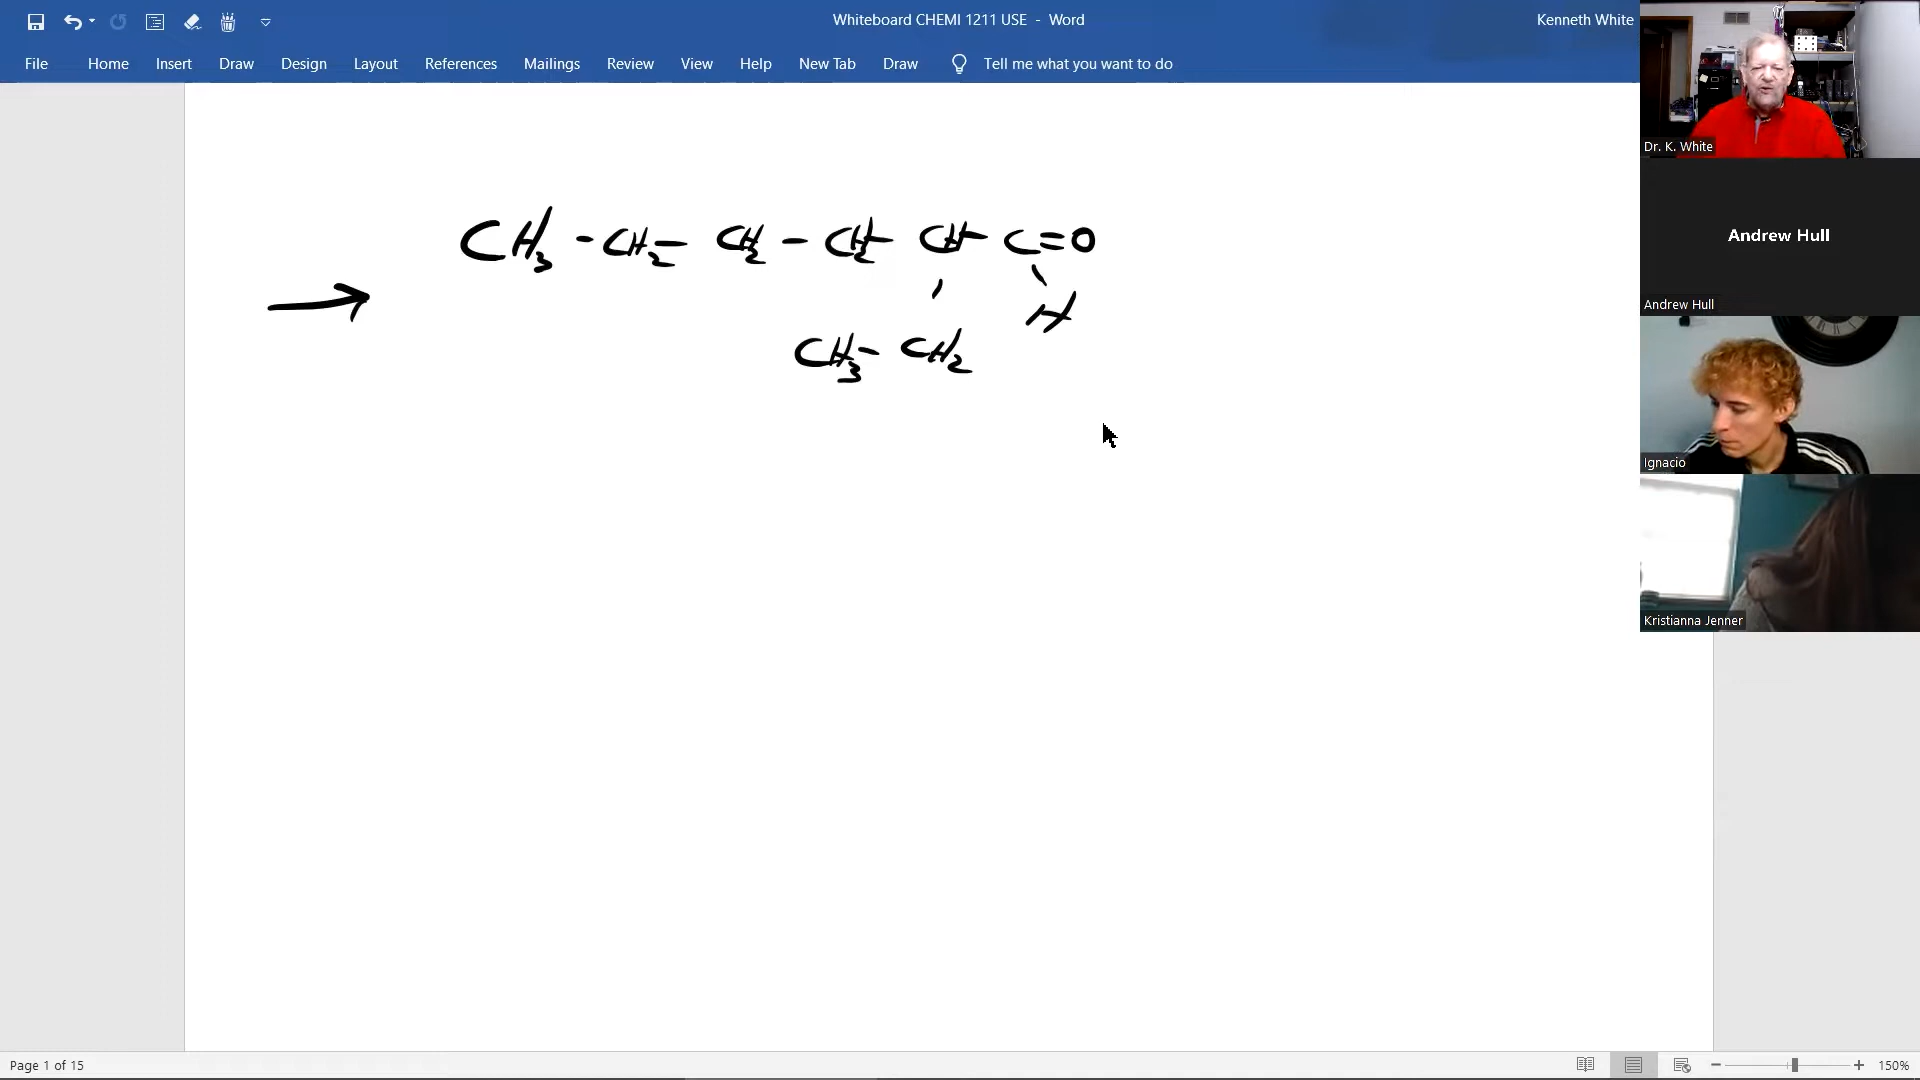 Whiteboard CHEMI 1211 USE - Word
Kenneth White
File Home Insert Draw Design Layout References Mailings Review View Help New Tab Draw Tell me what you want to do
Dr. K. White
Andrew Hull
Andrew Hull
Ignacio
Kristianna Jenner
CH3 - CH2 - CH2 - CH2 - CH - C=O
H
CH3 - CH2
Page 1 of 15
150%